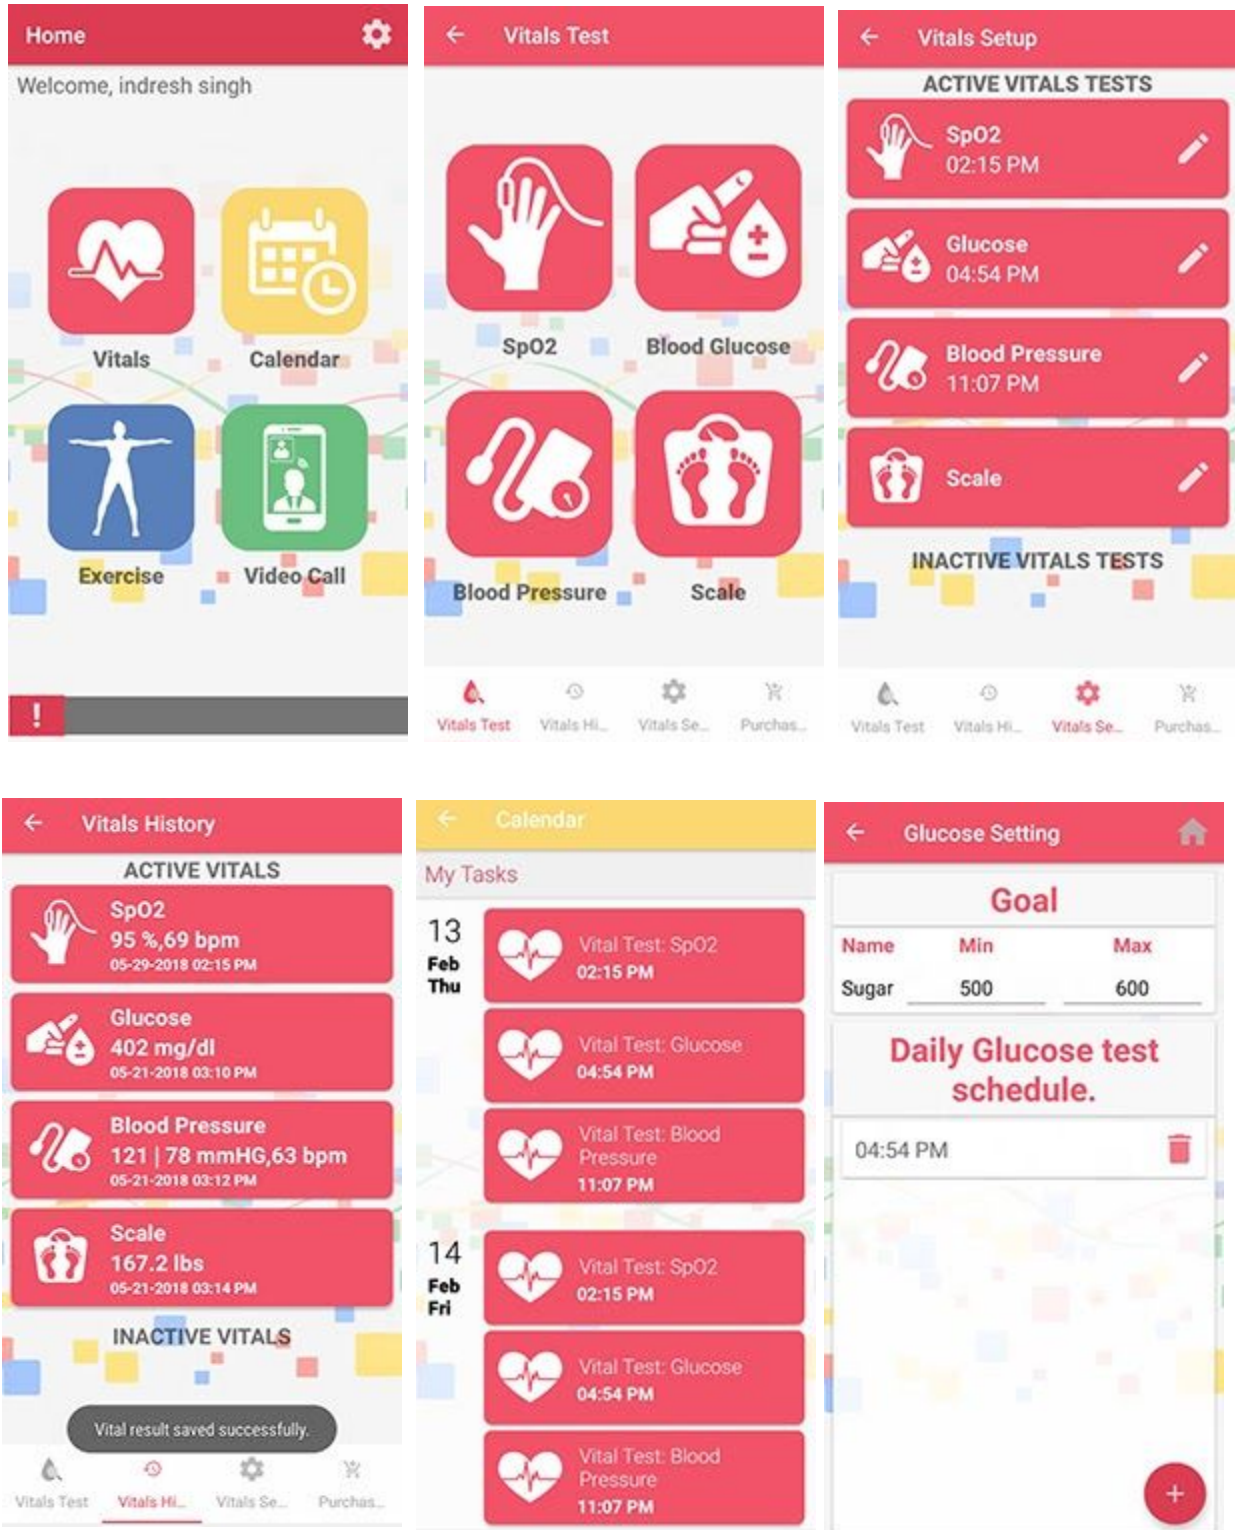 Home
Welcome, indresh singh
Vitals
Calendar
Exercise
Video Call
!
Vitals Test
SpO2
Blood Glucose
Blood Pressure
Scale
Vitals Test
Vitals Hi...
Vitals Se...
Purchas...
Vitals Setup
ACTIVE VITALS TESTS
SpO2
02:15 PM
Glucose
04:54 PM
Blood Pressure
11:07 PM
Scale
INACTIVE VITALS TESTS
Vitals Test
Vitals Hi...
Vitals Se...
Purchas...
Vitals History
ACTIVE VITALS
SpO2
95 %,69 bpm
05-29-2018 02:15 PM
Glucose
402 mg/dl
05-21-2018 03:10 PM
Blood Pressure
121 | 78 mmHG,63 bpm
05-21-2018 03:12 PM
Scale
167.2 lbs
05-21-2018 03:14 PM
INACTIVE VITALS
Vital result saved successfully.
Vitals Test
Vitals Hi...
Vitals Se...
Purchas...
Calendar
My Tasks
13
Feb
Thu
Vital Test: SpO2
02:15 PM
Vital Test: Glucose
04:54 PM
Vital Test: Blood
Pressure
11:07 PM
14
Feb
Fri
Vital Test: SpO2
02:15 PM
Vital Test: Glucose
04:54 PM
Vital Test: Blood
Pressure
11:07 PM
Glucose Setting
Goal
Name Min Max
Sugar 500 600
Daily Glucose test
schedule.
04:54 PM
+